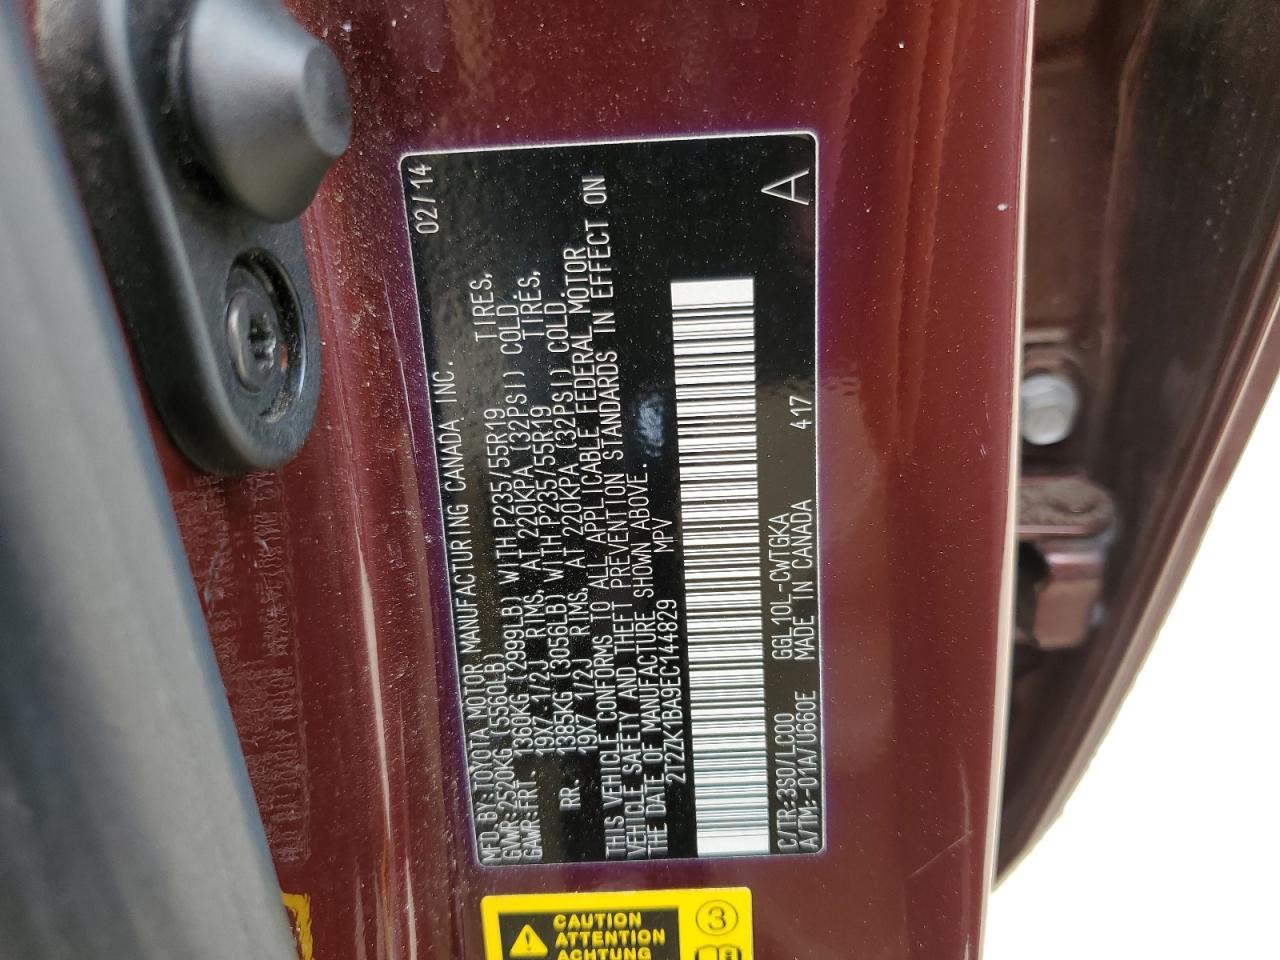 MFD BY: TOYOTA MOTOR MANUFACTURING CANADA INC. 02/14
GVWR: 2520KG (5560LB)
GAWR: FRT. 1360KG (2999LB) WITH P235/55R19 TIRES,
19X7 1/2J RIMS, AT 220KPA (32PSI) COLD.
RR. 1385KG (3056LB) WITH P235/55R19 TIRES,
19X7 1/2J RIMS, AT 220KPA (32PSI) COLD.
THIS VEHICLE CONFORMS TO ALL APPLICABLE FEDERAL MOTOR
VEHICLE SAFETY AND THEFT PREVENTION STANDARDS IN EFFECT ON
THE DATE OF MANUFACTURE SHOWN ABOVE.
2T2ZK1BA9EC144829 MPV
C/TR: 3S0/LC00 GGL10L-CWTGKA 417
A/TM: -01A/U660E MADE IN CANADA
A
CAUTION
ATTENTION
ACHTUNG
3